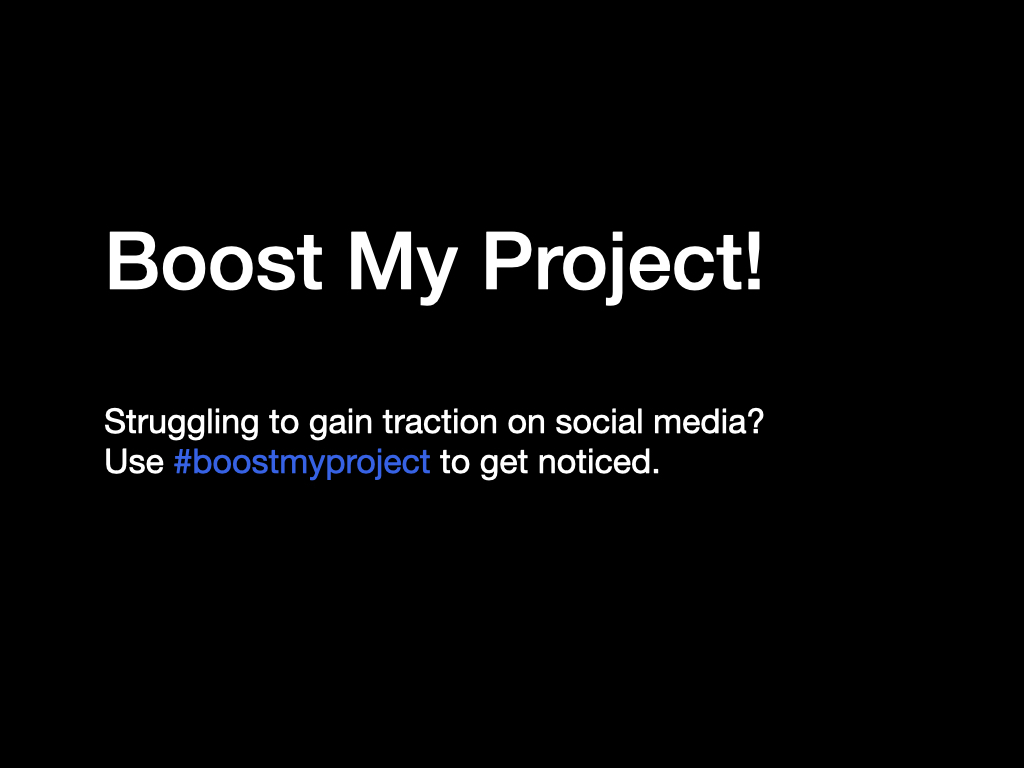 Boost My Project!
Struggling to gain traction on social media?
Use #boostmyproject to get noticed.